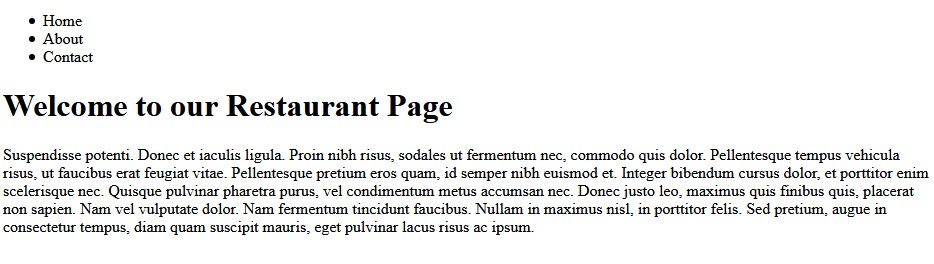 Home
About
Contact
Welcome to our Restaurant Page
Suspendisse potenti. Donec et iaculis ligula. Proin nibh risus, sodales ut fermentum nec, commodo quis dolor. Pellentesque tempus vehicula
risus, ut faucibus erat feugiat vitae. Pellentesque pretium eros quam, id semper nibh euismod et. Integer bibendum cursus dolor, et porttitor enim
scelerisque nec. Quisque pulvinar pharetra purus, vel condimentum metus accumsan nec. Donec justo leo, maximus quis finibus quis, placerat
non sapien. Nam vel vulputate dolor. Nam fermentum tincidunt faucibus. Nullam in maximus nisl, in porttitor felis. Sed pretium, augue in
consectetur tempus, diam quam suscipit mauris, eget pulvinar lacus risus ac ipsum.